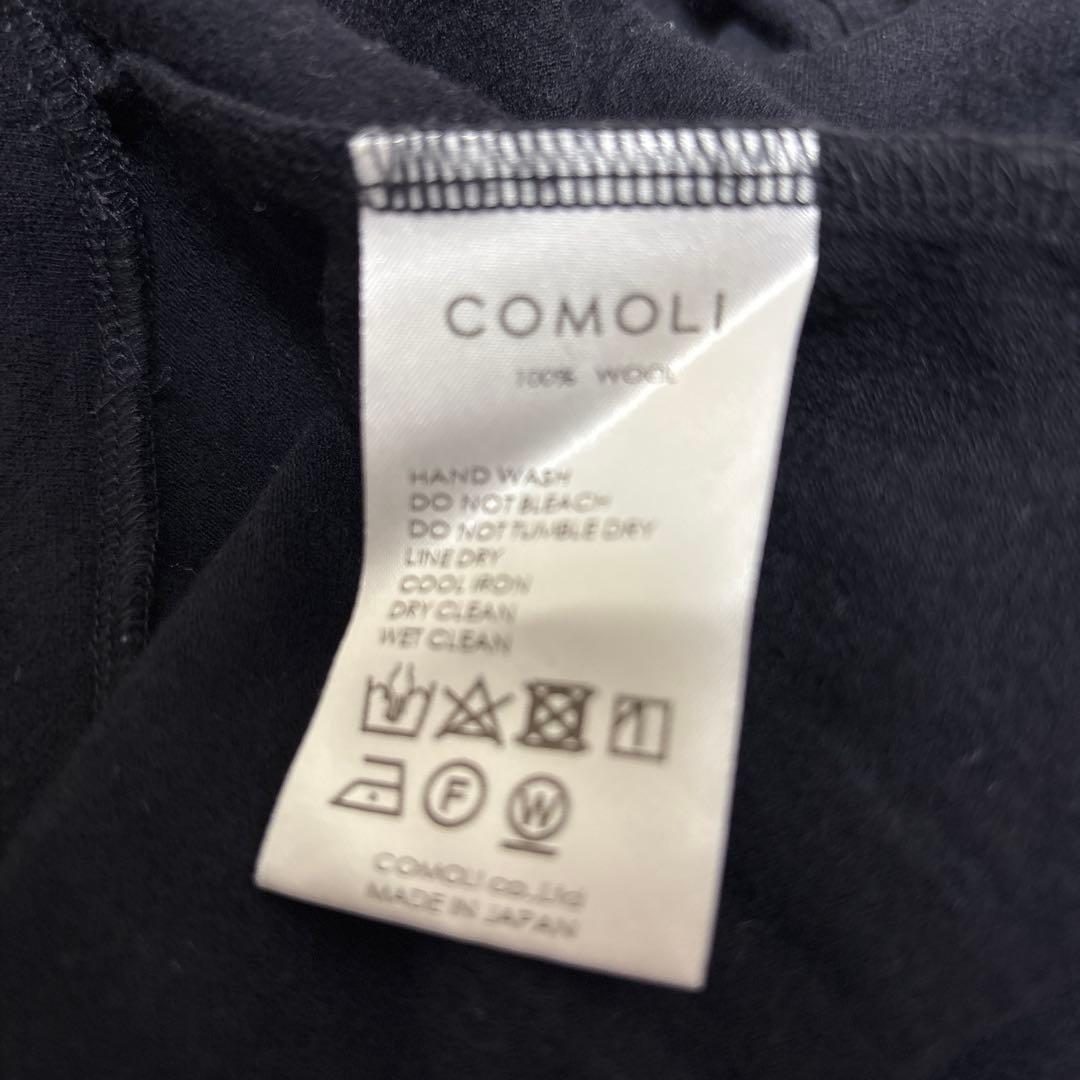 COMOLI
100% WOOL
HAND WASH
DO NOT BLEACH
DO NOT TUMBLE DRY
LINE DRY
COOL IRON
DRY CLEAN
WET CLEAN
F
W
COMOLI co.,Ltd
MADE IN JAPAN